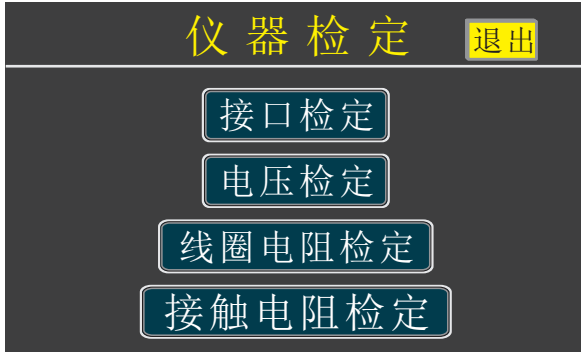 仪器检定 退出
接口检定
电压检定
线圈电阻检定
接触电阻检定